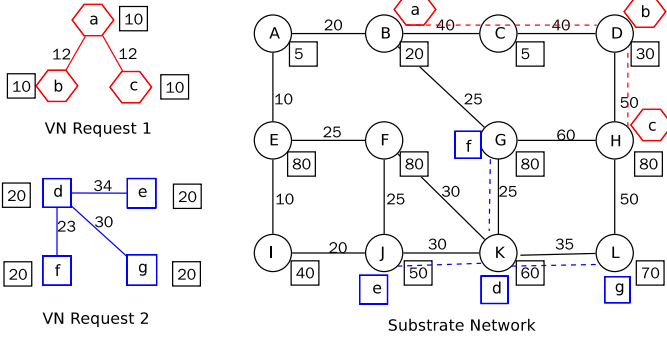 a 10
12 12
10 b c 10
VN Request 1
20 d 34 e 20
23 30
20 f g 20
VN Request 2
a b
A 20 B 40 C 40 D
5 20 5 30
10 25 50 c
E 25 F f G 60 H
80 80 80 80
10 25 30 25 50
I 20 J 30 K 35 L
40 50 60 70
e d g
Substrate Network